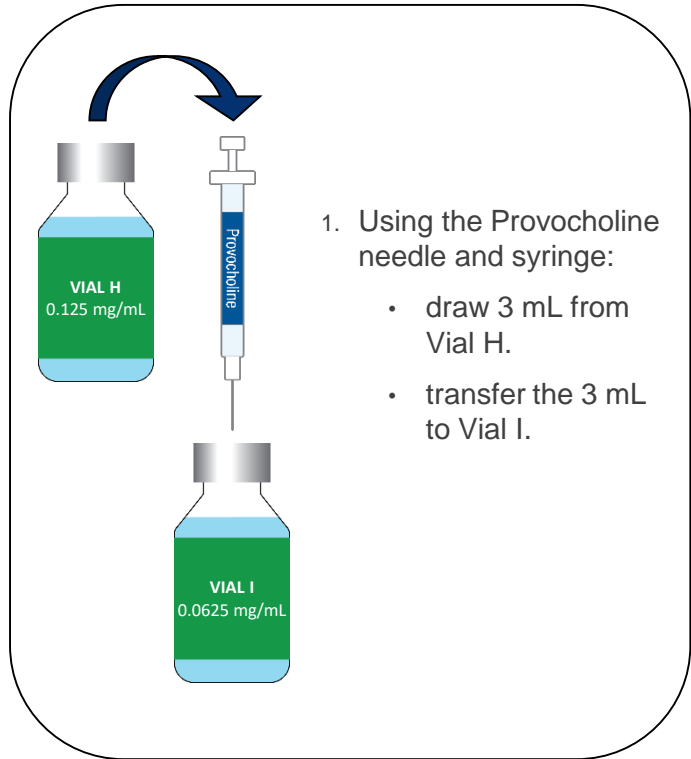 VIAL H
0.125 mg/mL
Provocholine
1. Using the Provocholine
needle and syringe:
• draw 3 mL from
Vial H.
• transfer the 3 mL
to Vial I.
VIAL I
0.0625 mg/mL